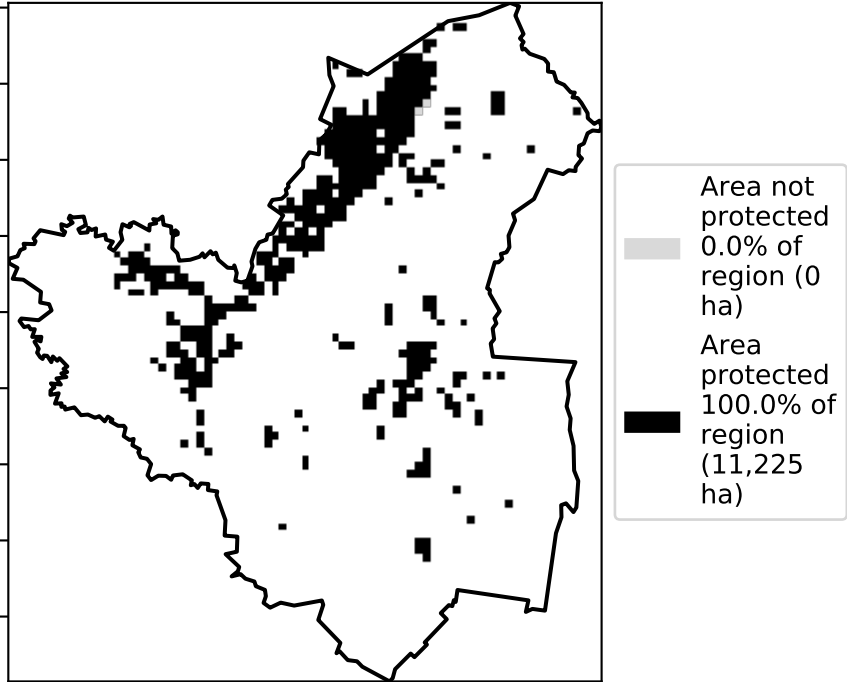 Area not
protected
0.0% of
region (0
ha)
Area
protected
100.0% of
region
(11,225
ha)